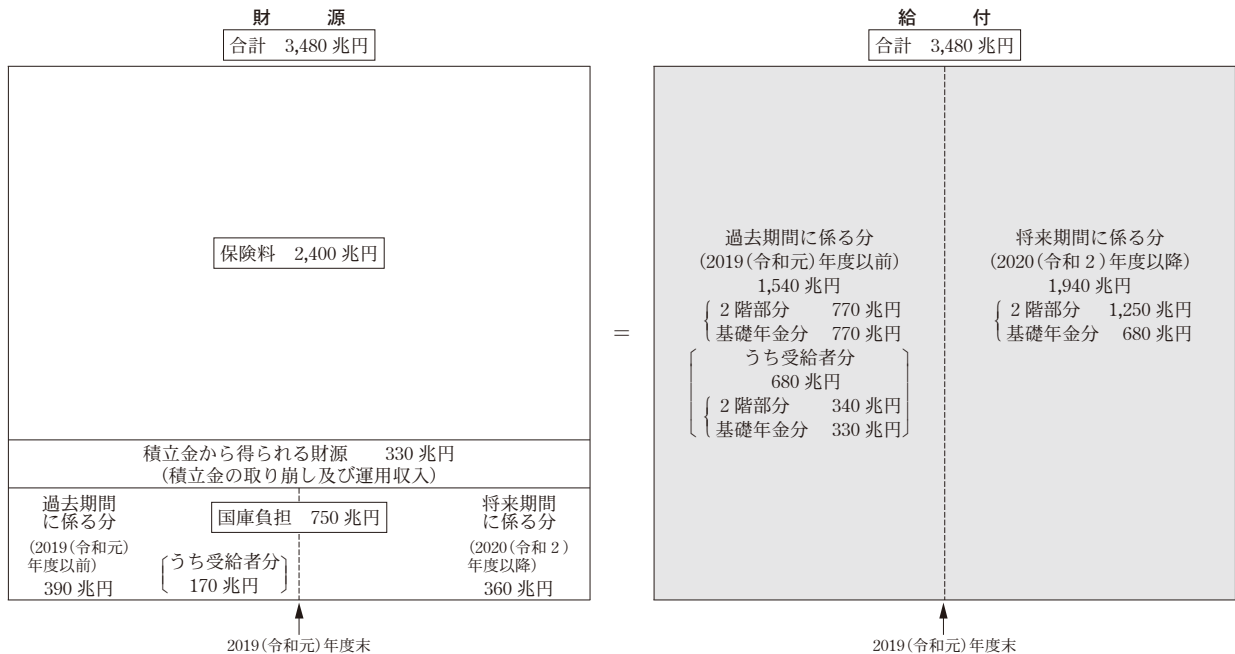 財　源
合計　3,480 兆円
保険料　2,400 兆円
積立金から得られる財源　330 兆円
(積立金の取り崩し及び運用収入)
過去期間
に係る分
(2019(令和元)
年度以前)
390 兆円
国庫負担　750 兆円
うち受給者分
170 兆円
将来期間
に係る分
(2020(令和2)
年度以降)
360 兆円
2019(令和元)年度末
=
給　付
合計　3,480 兆円
過去期間に係る分
(2019(令和元)年度以前)
1,540 兆円
2階部分　770 兆円
基礎年金分　770 兆円
うち受給者分
680 兆円
2階部分　340 兆円
基礎年金分　330 兆円
将来期間に係る分
(2020(令和2)年度以降)
1,940 兆円
2階部分　1,250 兆円
基礎年金分　680 兆円
2019(令和元)年度末